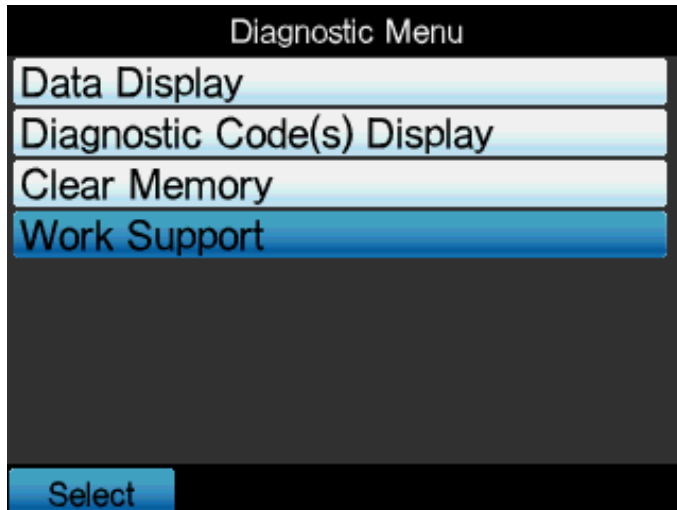 Diagnostic Menu
Data Display
Diagnostic Code(s) Display
Clear Memory
Work Support
Select